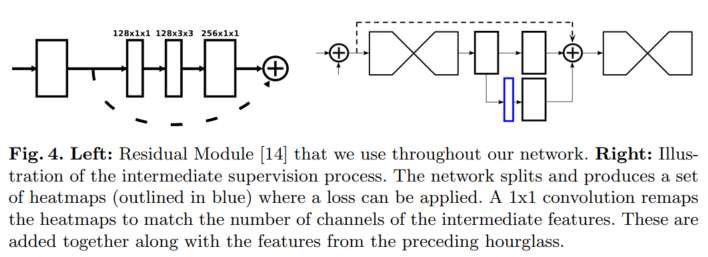 128x1x1 128x3x3 256x1x1
Fig. 4. Left: Residual Module [14] that we use throughout our network. Right: Illus-
tration of the intermediate supervision process. The network splits and produces a set
of heatmaps (outlined in blue) where a loss can be applied. A 1x1 convolution remaps
the heatmaps to match the number of channels of the intermediate features. These are
added together along with the features from the preceding hourglass.